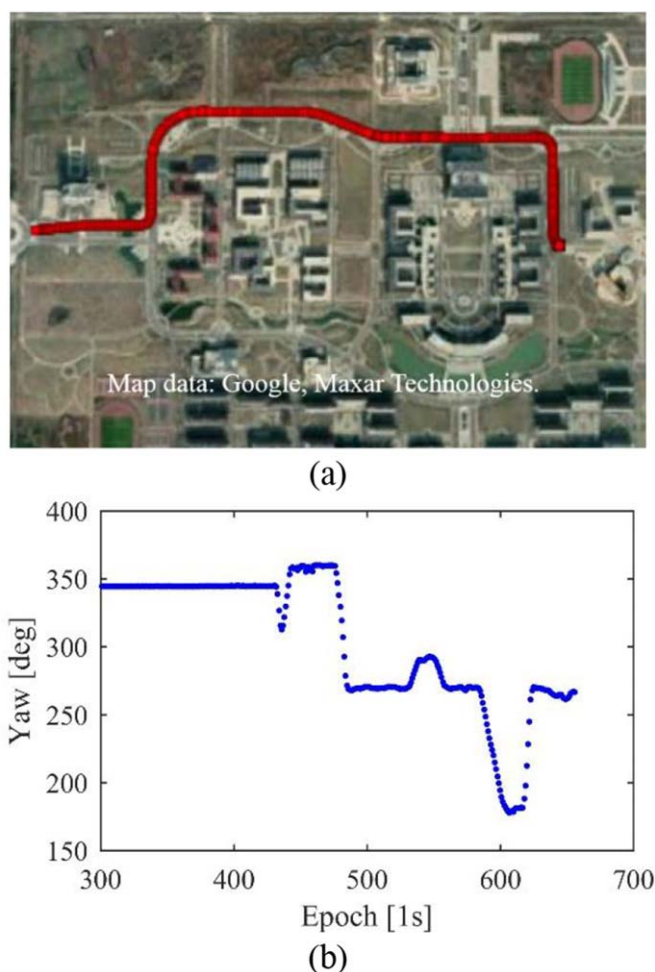 Map data: Google, Maxar Technologies.
(a)
400
350
300
250
200
150
300 400 500 600 700
Yaw [deg]
Epoch [1s]
(b)